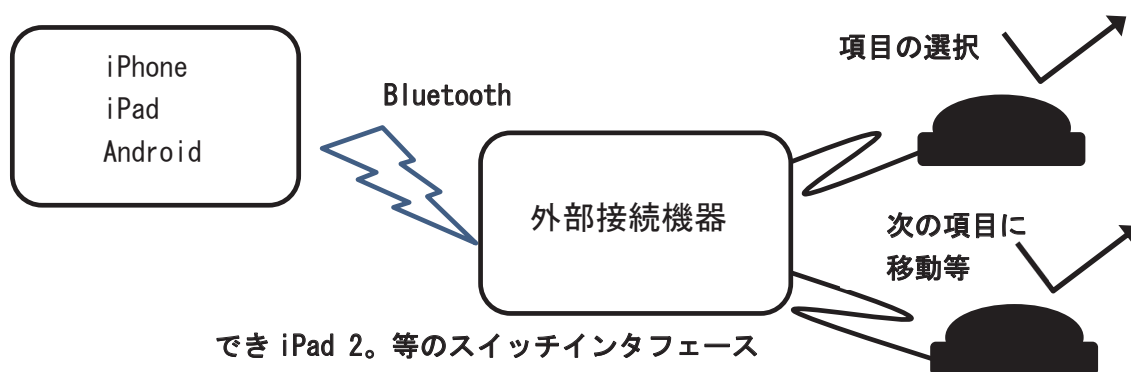 iPhone
iPad
Android
Bluetooth
項目の選択
外部接続機器
次の項目に
移動等
でき iPad 2。等のスイッチインタフェース